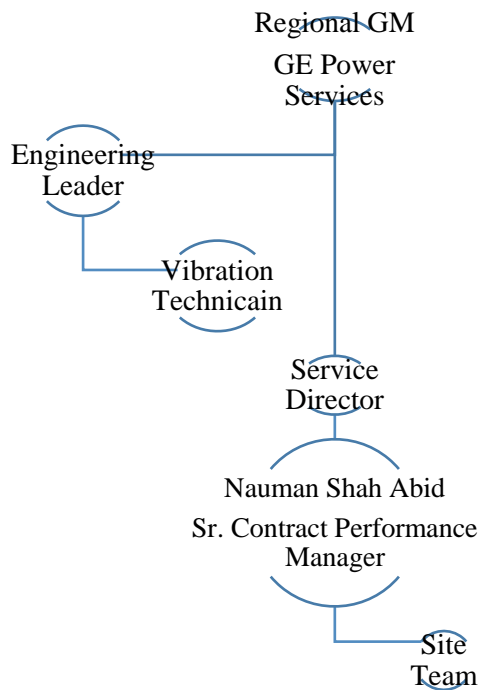 Regional GM
GE Power
Services
Engineering
Leader
Vibration
Technicain
Service
Director
Nauman Shah Abid
Sr. Contract Performance
Manager
Site
Team